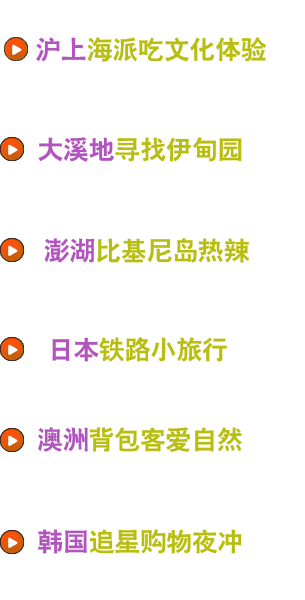 沪上海派吃文化体验
大溪地寻找伊甸园
澎湖比基尼岛热辣
日本铁路小旅行
澳洲背包客爱自然
韩国追星购物夜冲